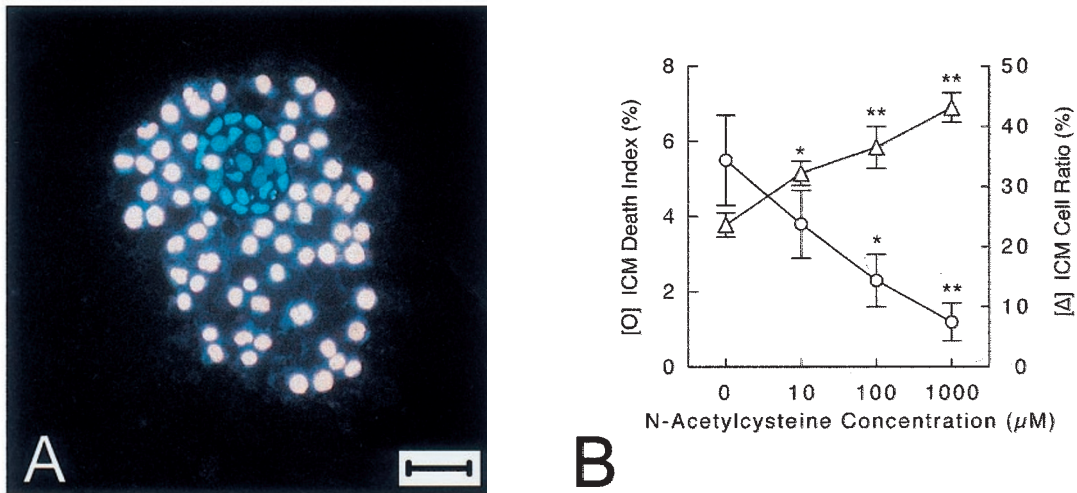 A
B
8
6
4
2
0
[O] ICM Death Index (%)
50
40
30
20
10
0
[Δ] ICM Cell Ratio (%)
*
**
**
*
**
0 10 100 1000
N-Acetylcysteine Concentration (μM)